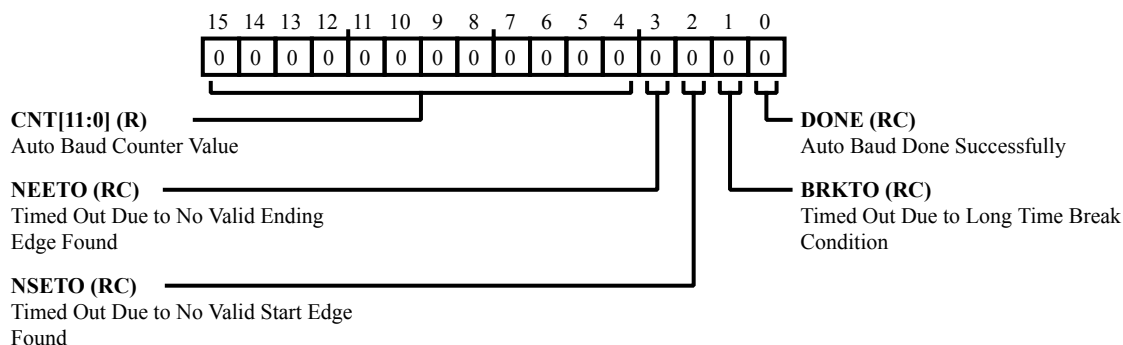 15 14 13 12 11 10 9 8 7 6 5 4 3 2 1 0
0 0 0 0 0 0 0 0 0 0 0 0 0 0 0 0
CNT[11:0] (R)
Auto Baud Counter Value
DONE (RC)
Auto Baud Done Successfully
NEETO (RC)
Timed Out Due to No Valid Ending
Edge Found
BRKTO (RC)
Timed Out Due to Long Time Break
Condition
NSETO (RC)
Timed Out Due to No Valid Start Edge
Found